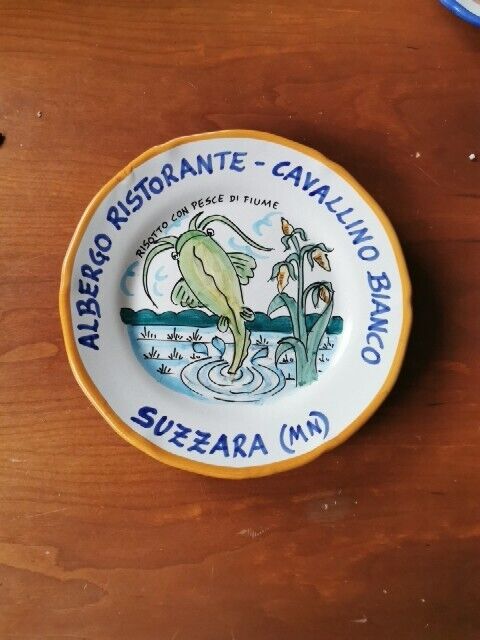 ALBERGO RISTORANTE - CAVALLINO BIANCO
RISOTTO CON PESCE DI FIUME
SUZZARA (MN)